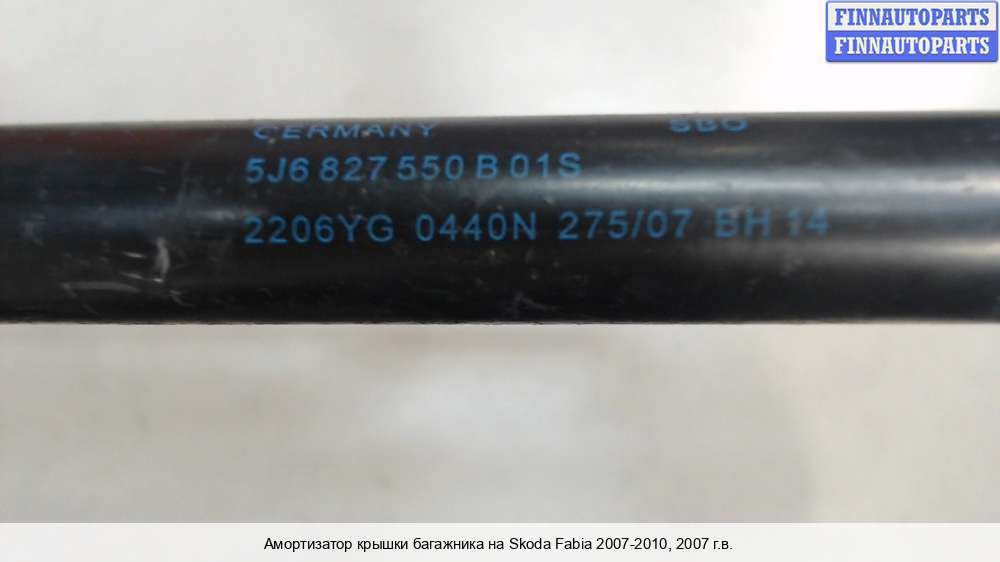 FINNAUTOPARTS
FINNAUTOPARTS
GERMANY SBO
5J6 827 550 B 01S
2206YG 0440N 275/07 BH 14
Амортизатор крышки багажника на Skoda Fabia 2007-2010, 2007 г.в.